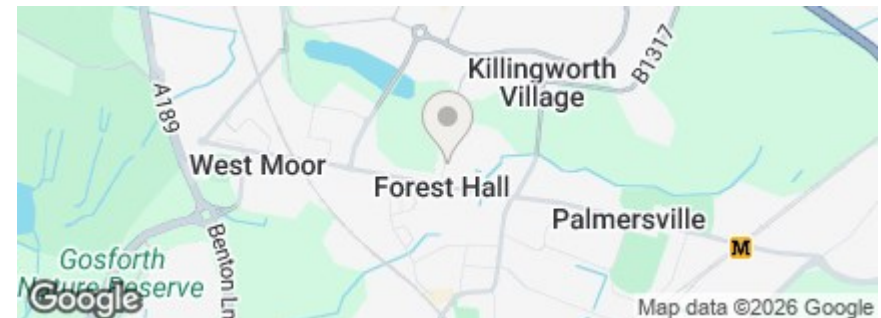 Killingworth
Village
B1317
A189
West Moor
Forest Hall
Palmersville
M
Benton Ln
Gosforth
Nature Reserve
Google
Map data ©2026 Google